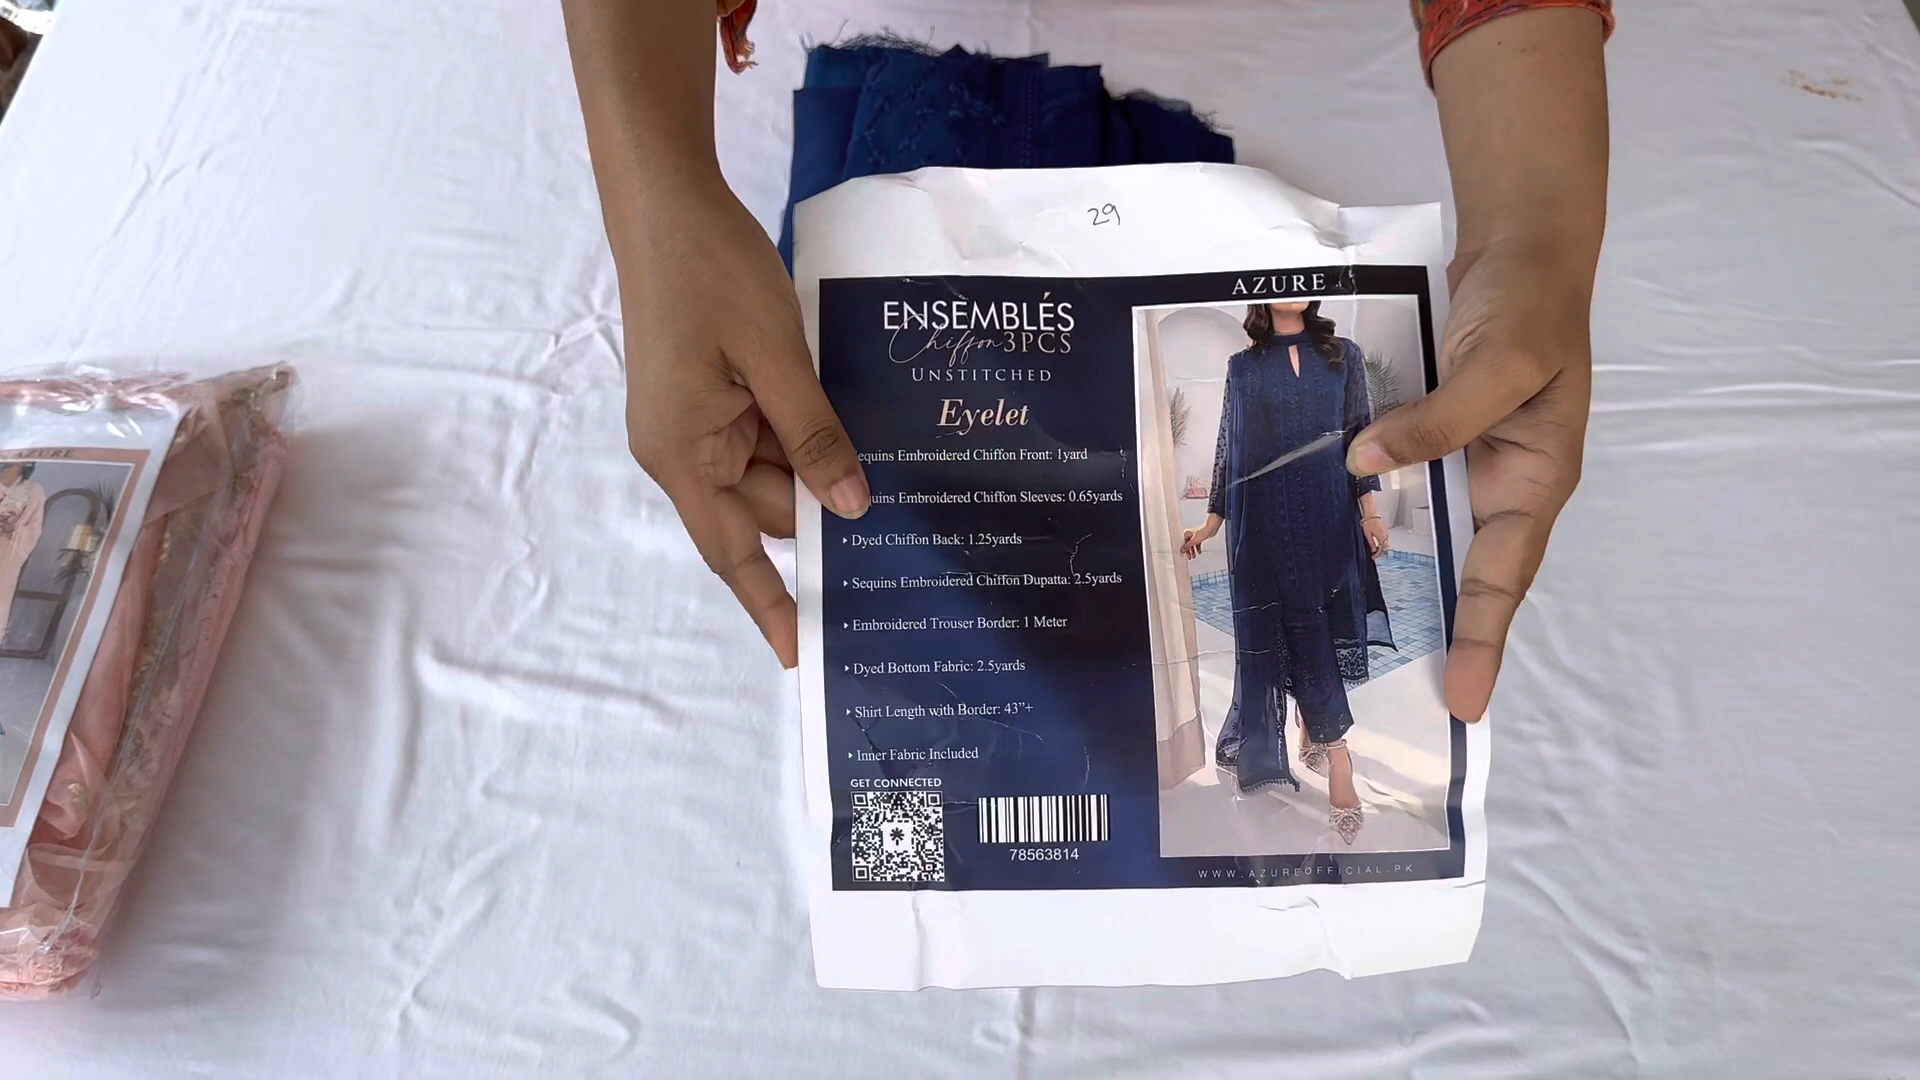 29
AZURE
ENSEMBLÉS
Chiffon 3PCS
UNSTITCHED
Eyelet
Embroidered Chiffon Front: 1yard
Embroidered Chiffon Sleeves: 0.65yards
‣ Dyed Chiffon Back: 1.25yards
‣ Sequins Embroidered Chiffon Dupatta: 2.5yards
‣ Embroidered Trouser Border: 1 Meter
‣ Dyed Bottom Fabric: 2.5yards
‣ Shirt Length with Border: 43”+
‣ Inner Fabric Included
GET CONNECTED
78563814
WWW.AZUREOFFICIAL.PK
AZURE